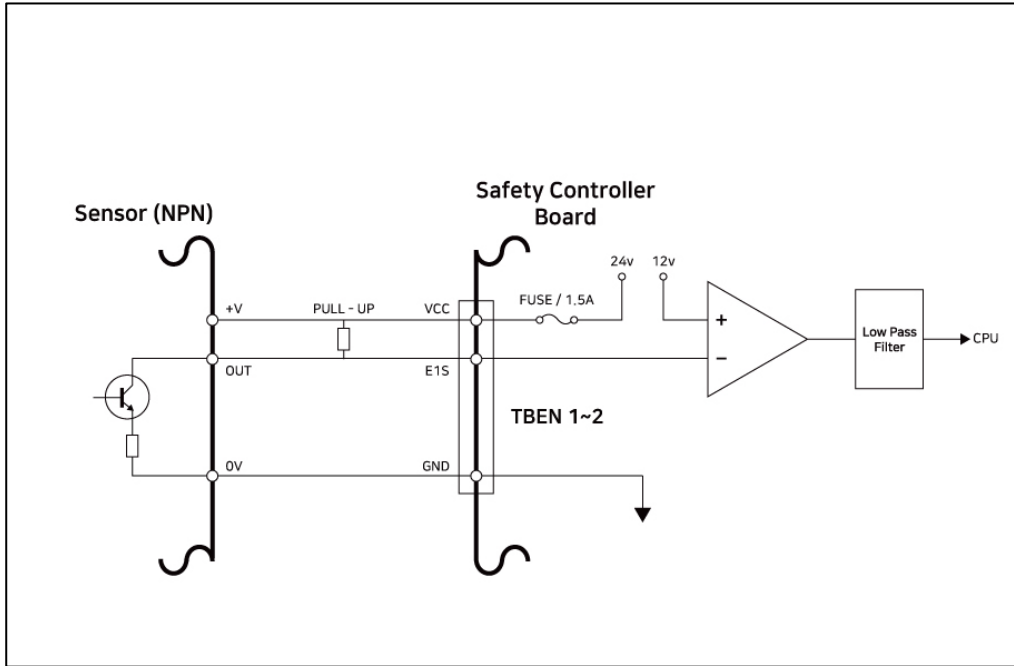 Safety Controller
Board
Sensor (NPN)
24v
12v
+V
PULL - UP
VCC
FUSE / 1.5A
+
Low Pass
Filter
CPU
−
OUT
E1S
TBEN 1~2
0V
GND